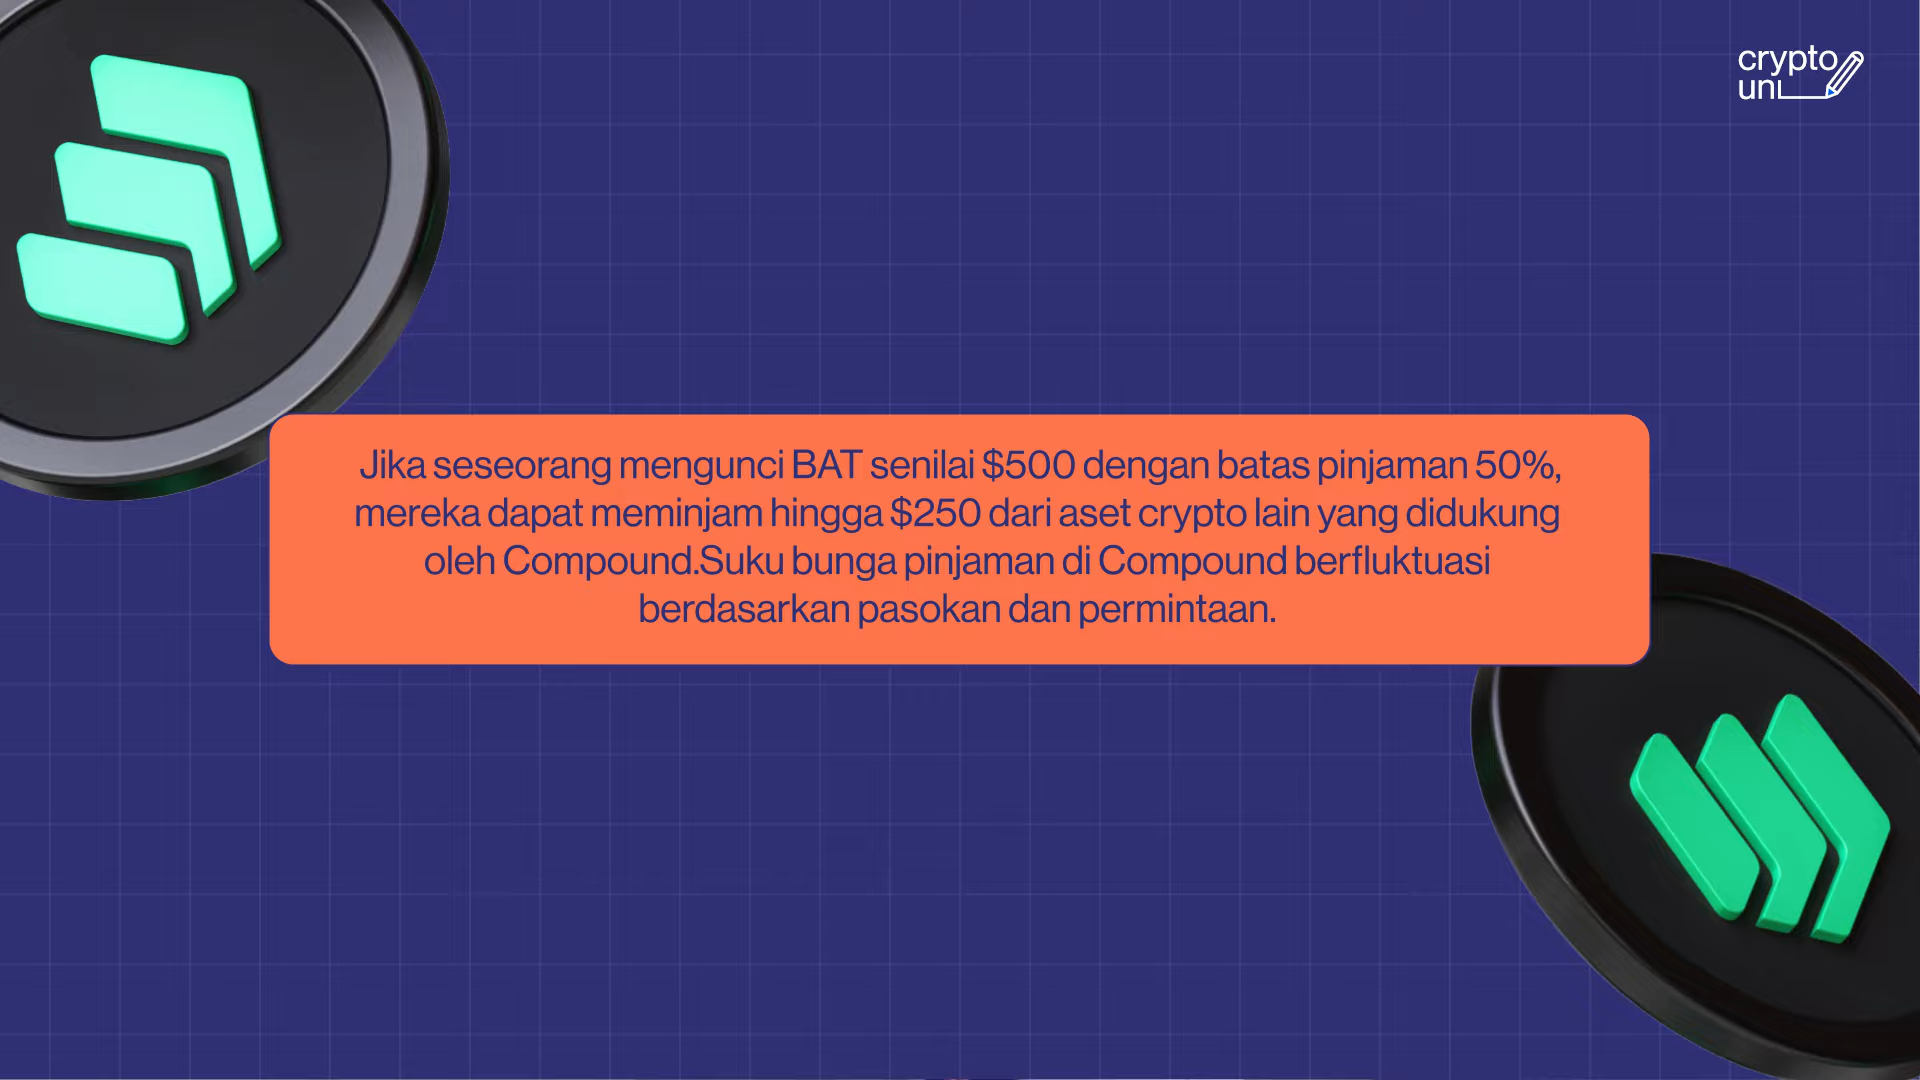 crypto
uni
Jika seseorang mengunci BAT senilai $500 dengan batas pinjaman 50%,
mereka dapat meminjam hingga $250 dari aset crypto lain yang didukung
oleh Compound.Suku bunga pinjaman di Compound berfluktuasi
berdasarkan pasokan dan permintaan.